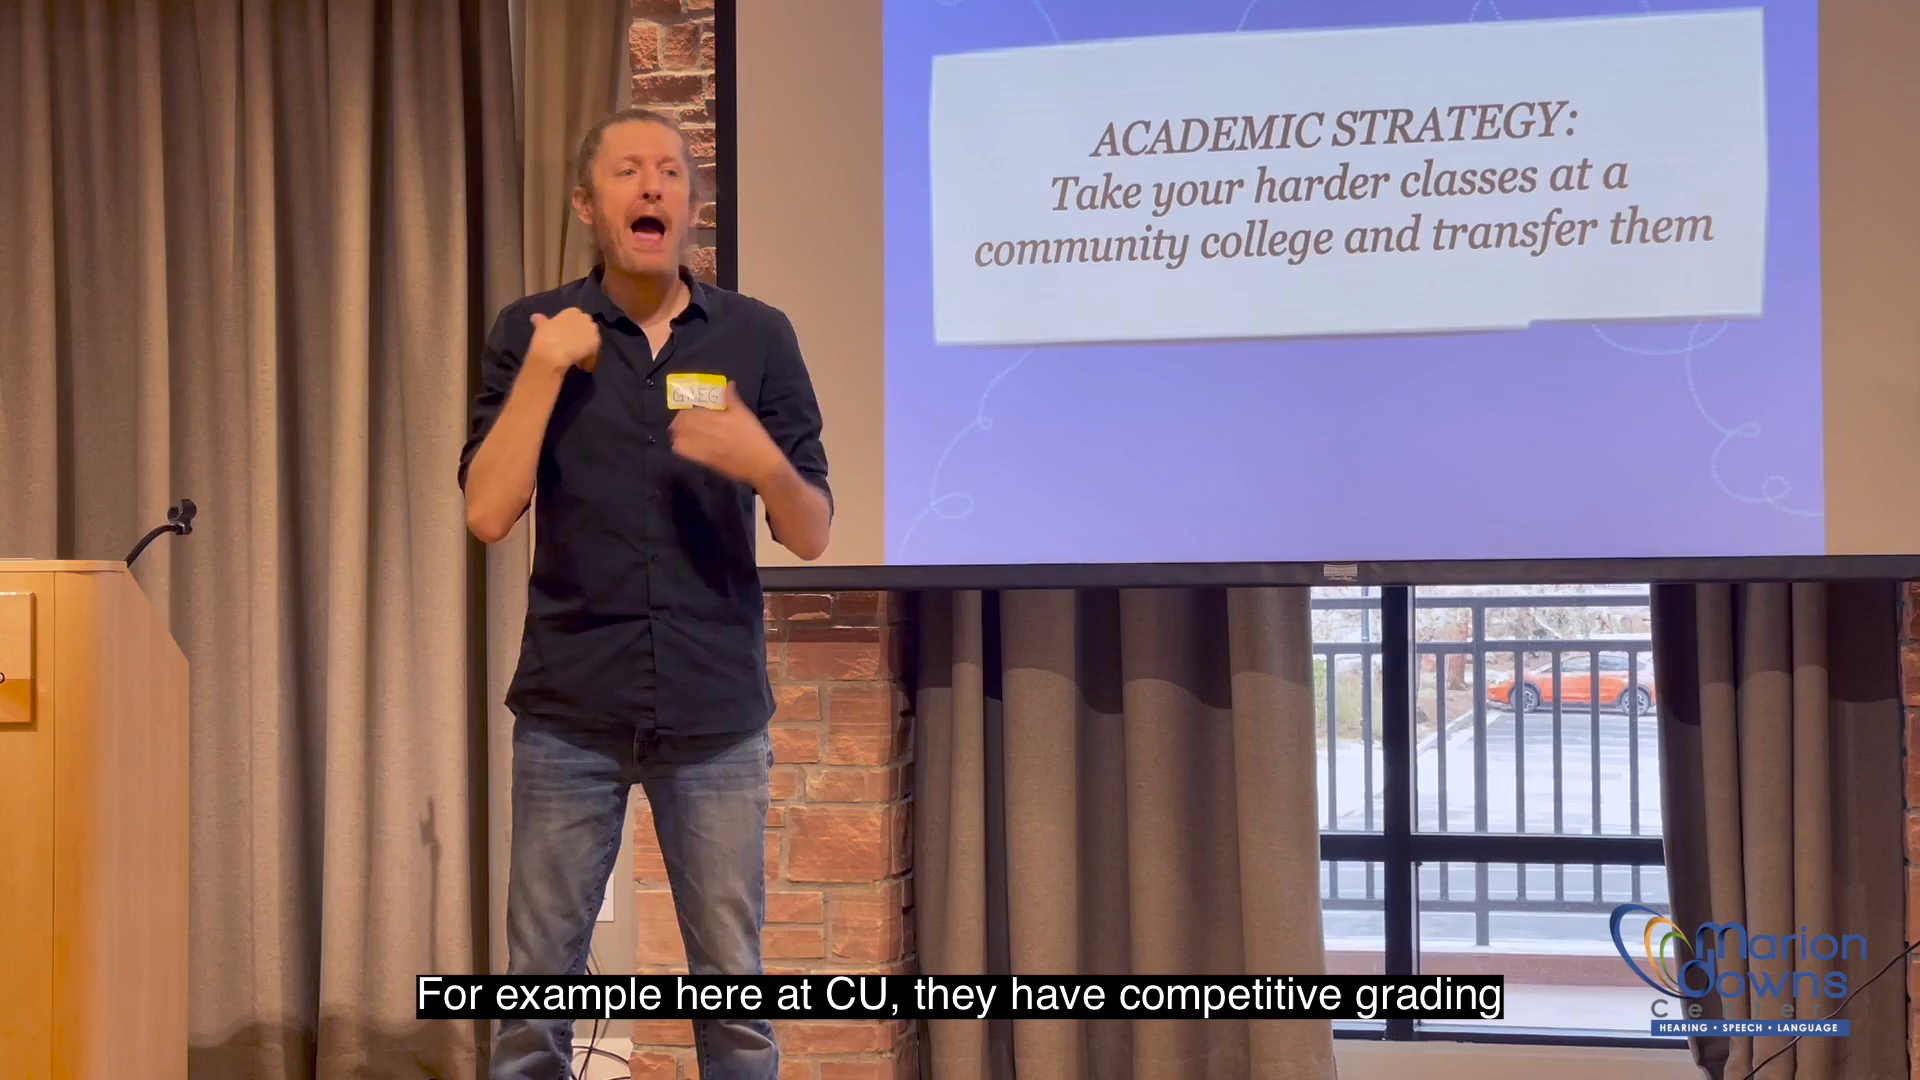 ACADEMIC STRATEGY:
Take your harder classes at a
community college and transfer them
GREG
For example here at CU, they have competitive grading
marion
downs
Center
HEARING • SPEECH • LANGUAGE